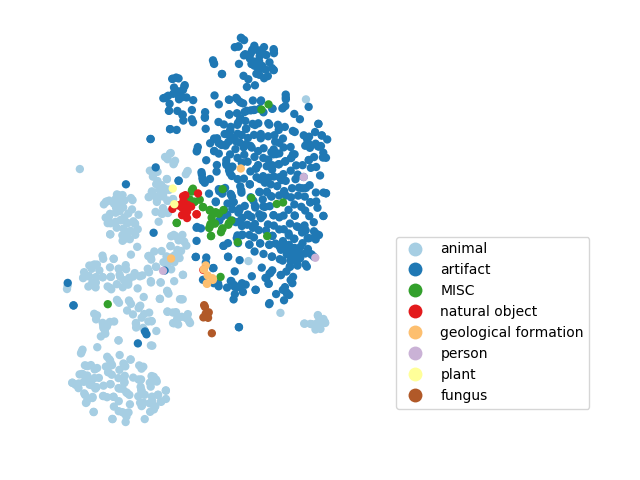 animal
artifact
MISC
natural object
geological formation
person
plant
fungus